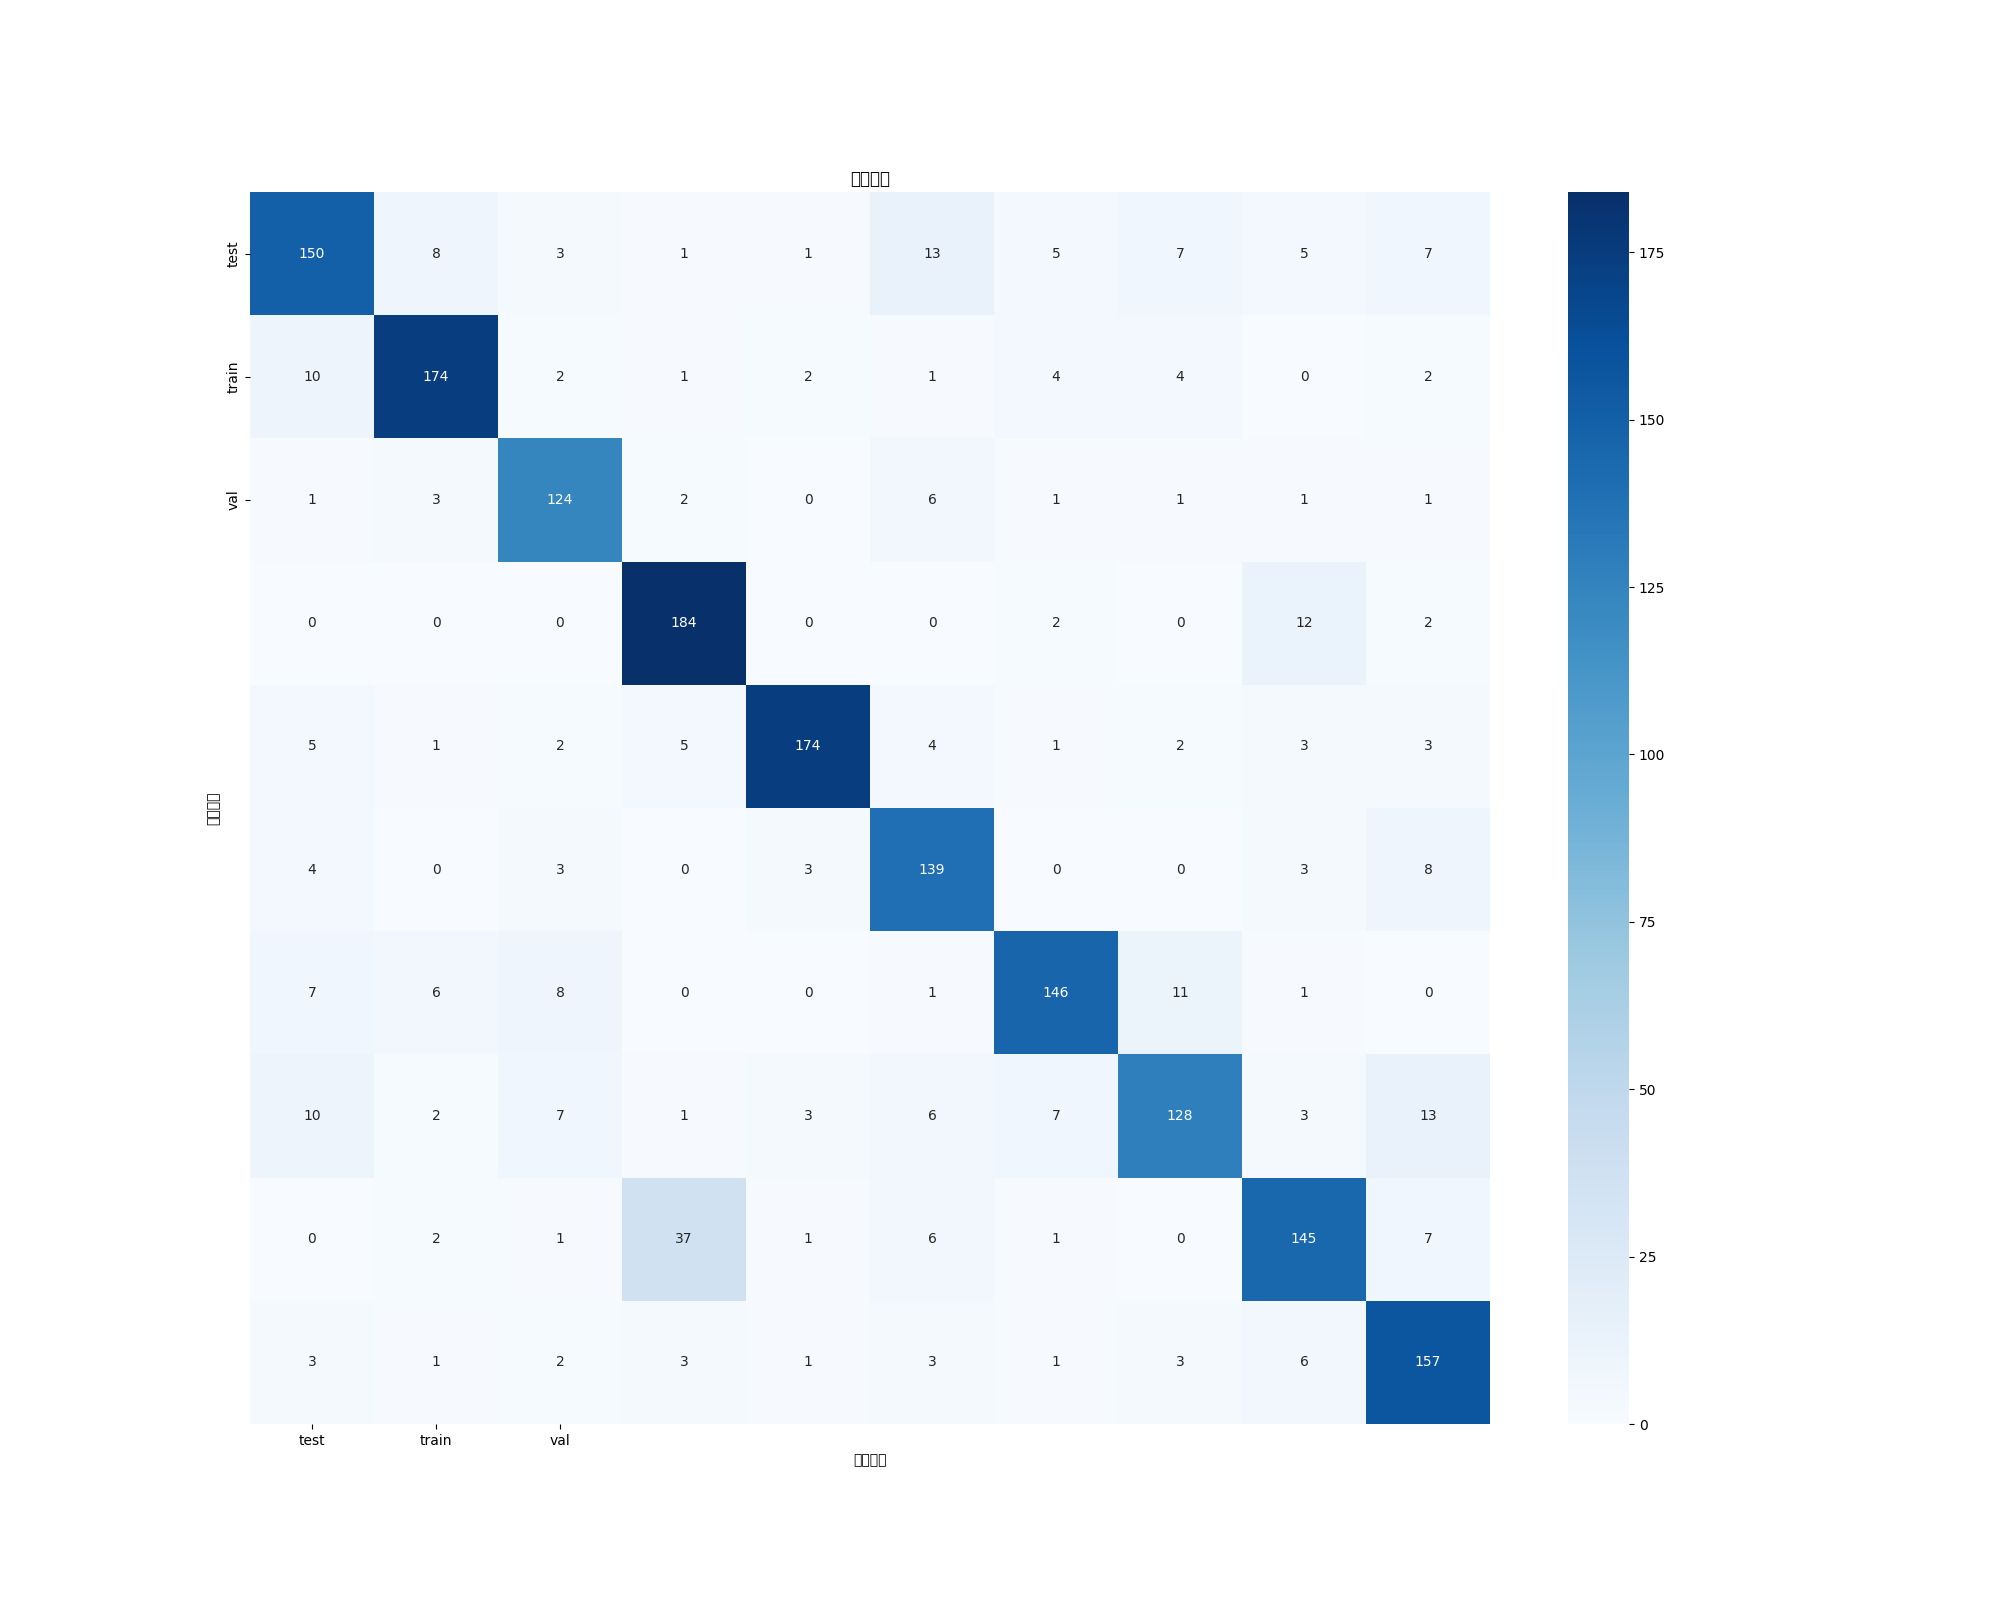 test
150 8 3 1 1 13 5 7 5 7
train
10 174 2 1 2 1 4 4 0 2
val
1 3 124 2 0 6 1 1 1 1
0 0 0 184 0 0 2 0 12 2
5 1 2 5 174 4 1 2 3 3
4 0 3 0 3 139 0 0 3 8
7 6 8 0 0 1 146 11 1 0
10 2 7 1 3 6 7 128 3 13
0 2 1 37 1 6 1 0 145 7
3 1 2 3 1 3 1 3 6 157
test train val
175
150
125
100
75
50
25
0